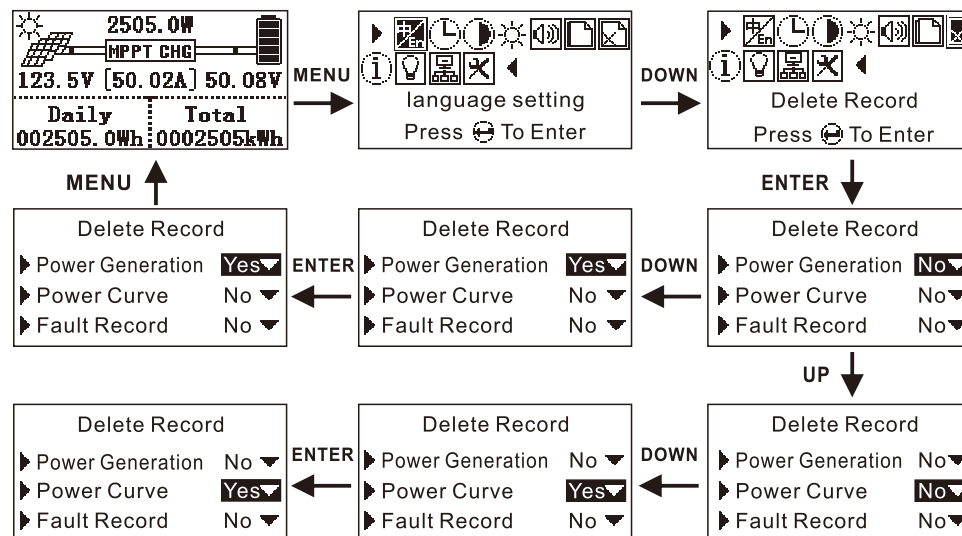 2505.0W
MPPT CHG
123.5V [50.02A] 50.08V
Daily Total
002505.0Wh 0002505kWh
MENU
中/En
i
language setting
Press To Enter
DOWN
中/En
i
Delete Record
Press To Enter
MENU
ENTER
Delete Record
Power Generation Yes
Power Curve No
Fault Record No
ENTER
Delete Record
Power Generation Yes
Power Curve No
Fault Record No
DOWN
Delete Record
Power Generation No
Power Curve No
Fault Record No
UP
Delete Record
Power Generation No
Power Curve Yes
Fault Record No
ENTER
Delete Record
Power Generation No
Power Curve Yes
Fault Record No
DOWN
Delete Record
Power Generation No
Power Curve No
Fault Record No